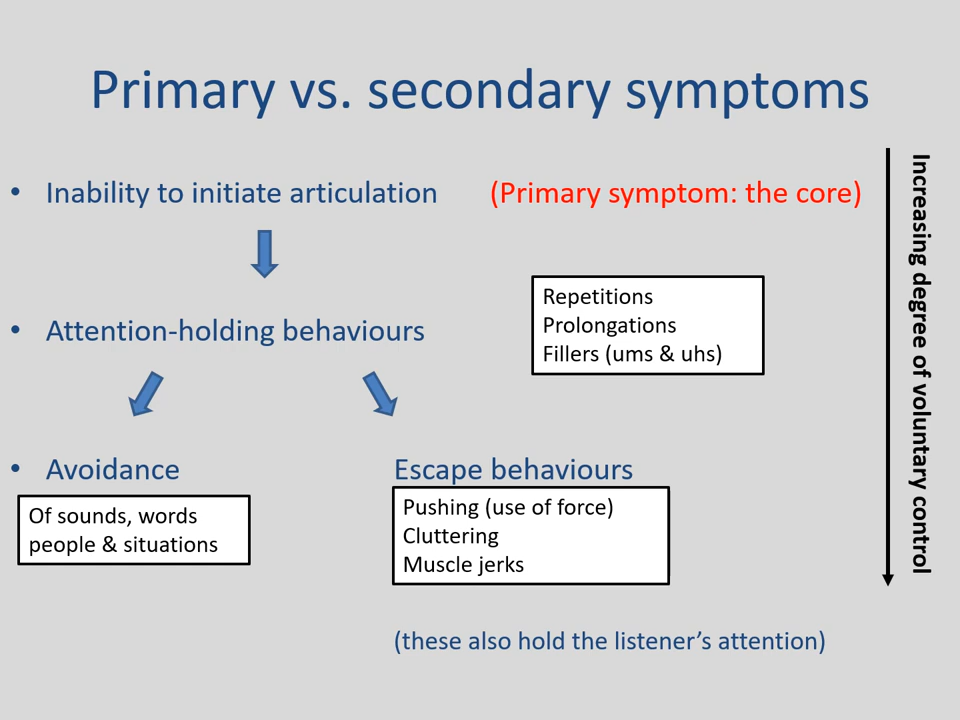 Primary vs. secondary symptoms
• Inability to initiate articulation (Primary symptom: the core)
• Attention-holding behaviours
Repetitions
Prolongations
Fillers (ums & uhs)
• Avoidance
Of sounds, words
people & situations
Escape behaviours
Pushing (use of force)
Cluttering
Muscle jerks
(these also hold the listener's attention)
Increasing degree of voluntary control